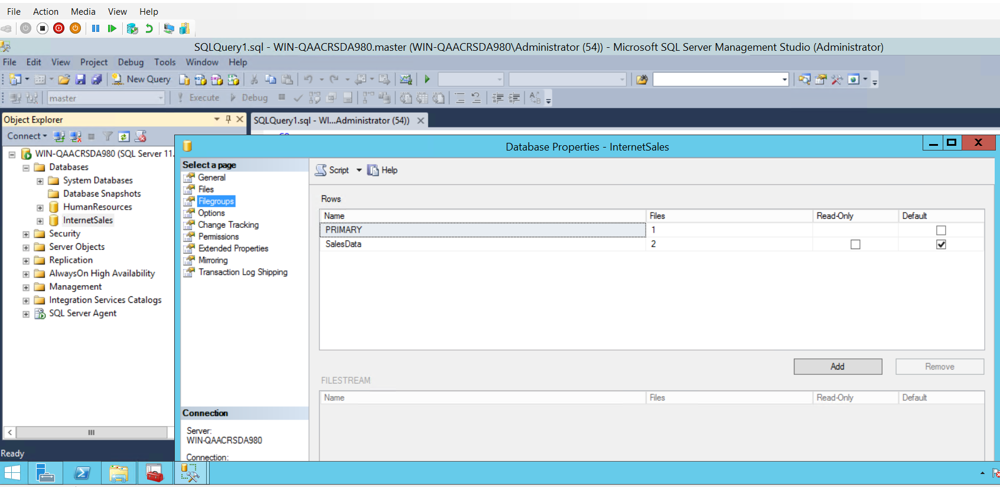 File Action Media View Help
SQLQuery1.sql - WIN-QAACRSDA980.master (WIN-QAACRSDA980\Administrator (54)) - Microsoft SQL Server Management Studio (Administrator)
File Edit View Project Debug Tools Window Help
New Query
master Execute Debug
Object Explorer
SQLQuery1.sql - WI...Administrator (54))
Connect
WIN-QAACRSDA980 (SQL Server 11.
Databases
System Databases
Database Snapshots
HumanResources
InternetSales
Security
Server Objects
Replication
AlwaysOn High Availability
Management
Integration Services Catalogs
SQL Server Agent
Ready
Database Properties - InternetSales
Select a page
General
Files
Filegroups
Options
Change Tracking
Permissions
Extended Properties
Mirroring
Transaction Log Shipping
Connection
Server:
WIN-QAACRSDA980
Connection:
Script Help
Rows
Name Files Read-Only Default
PRIMARY 1
SalesData 2
Add Remove
FILESTREAM
Name Files Read-Only Default